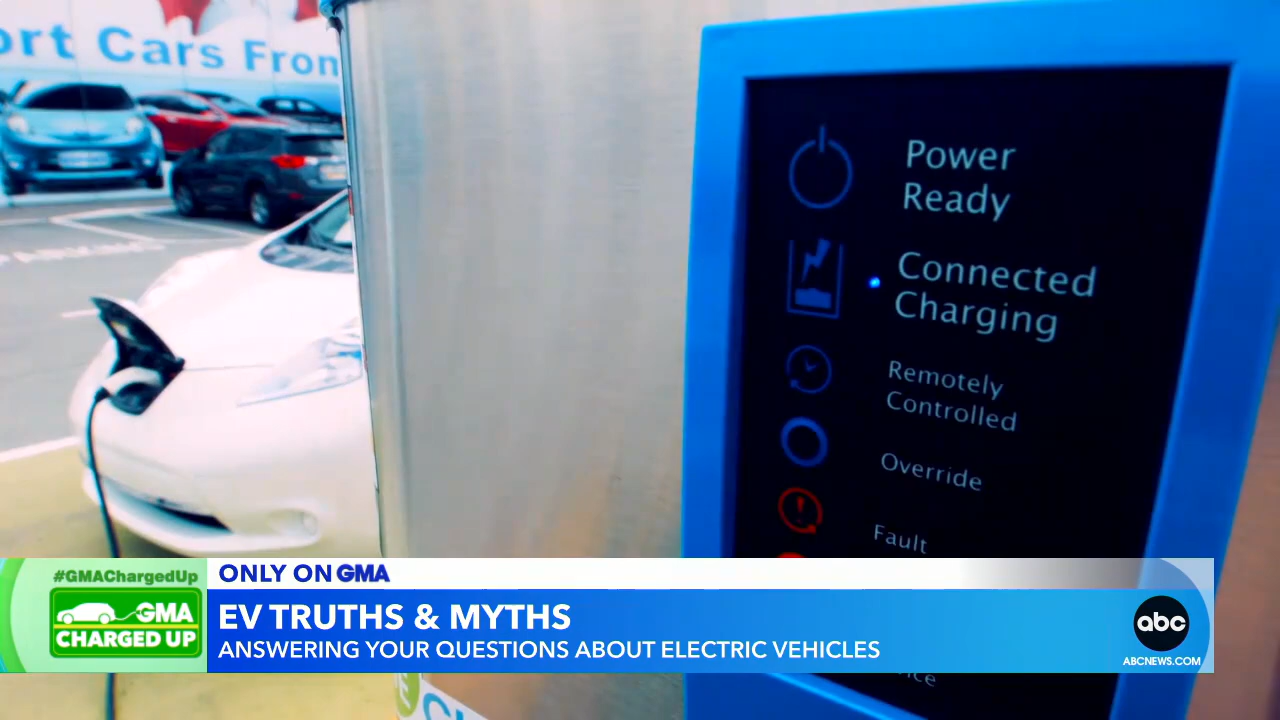 ort Cars From
Power
Ready
Connected
Charging
Remotely
Controlled
Override
Fault
#GMAChargedUp
GMA
CHARGED UP
ONLY ON GMA
EV TRUTHS & MYTHS
ANSWERING YOUR QUESTIONS ABOUT ELECTRIC VEHICLES
abc
ABCNEWS.COM